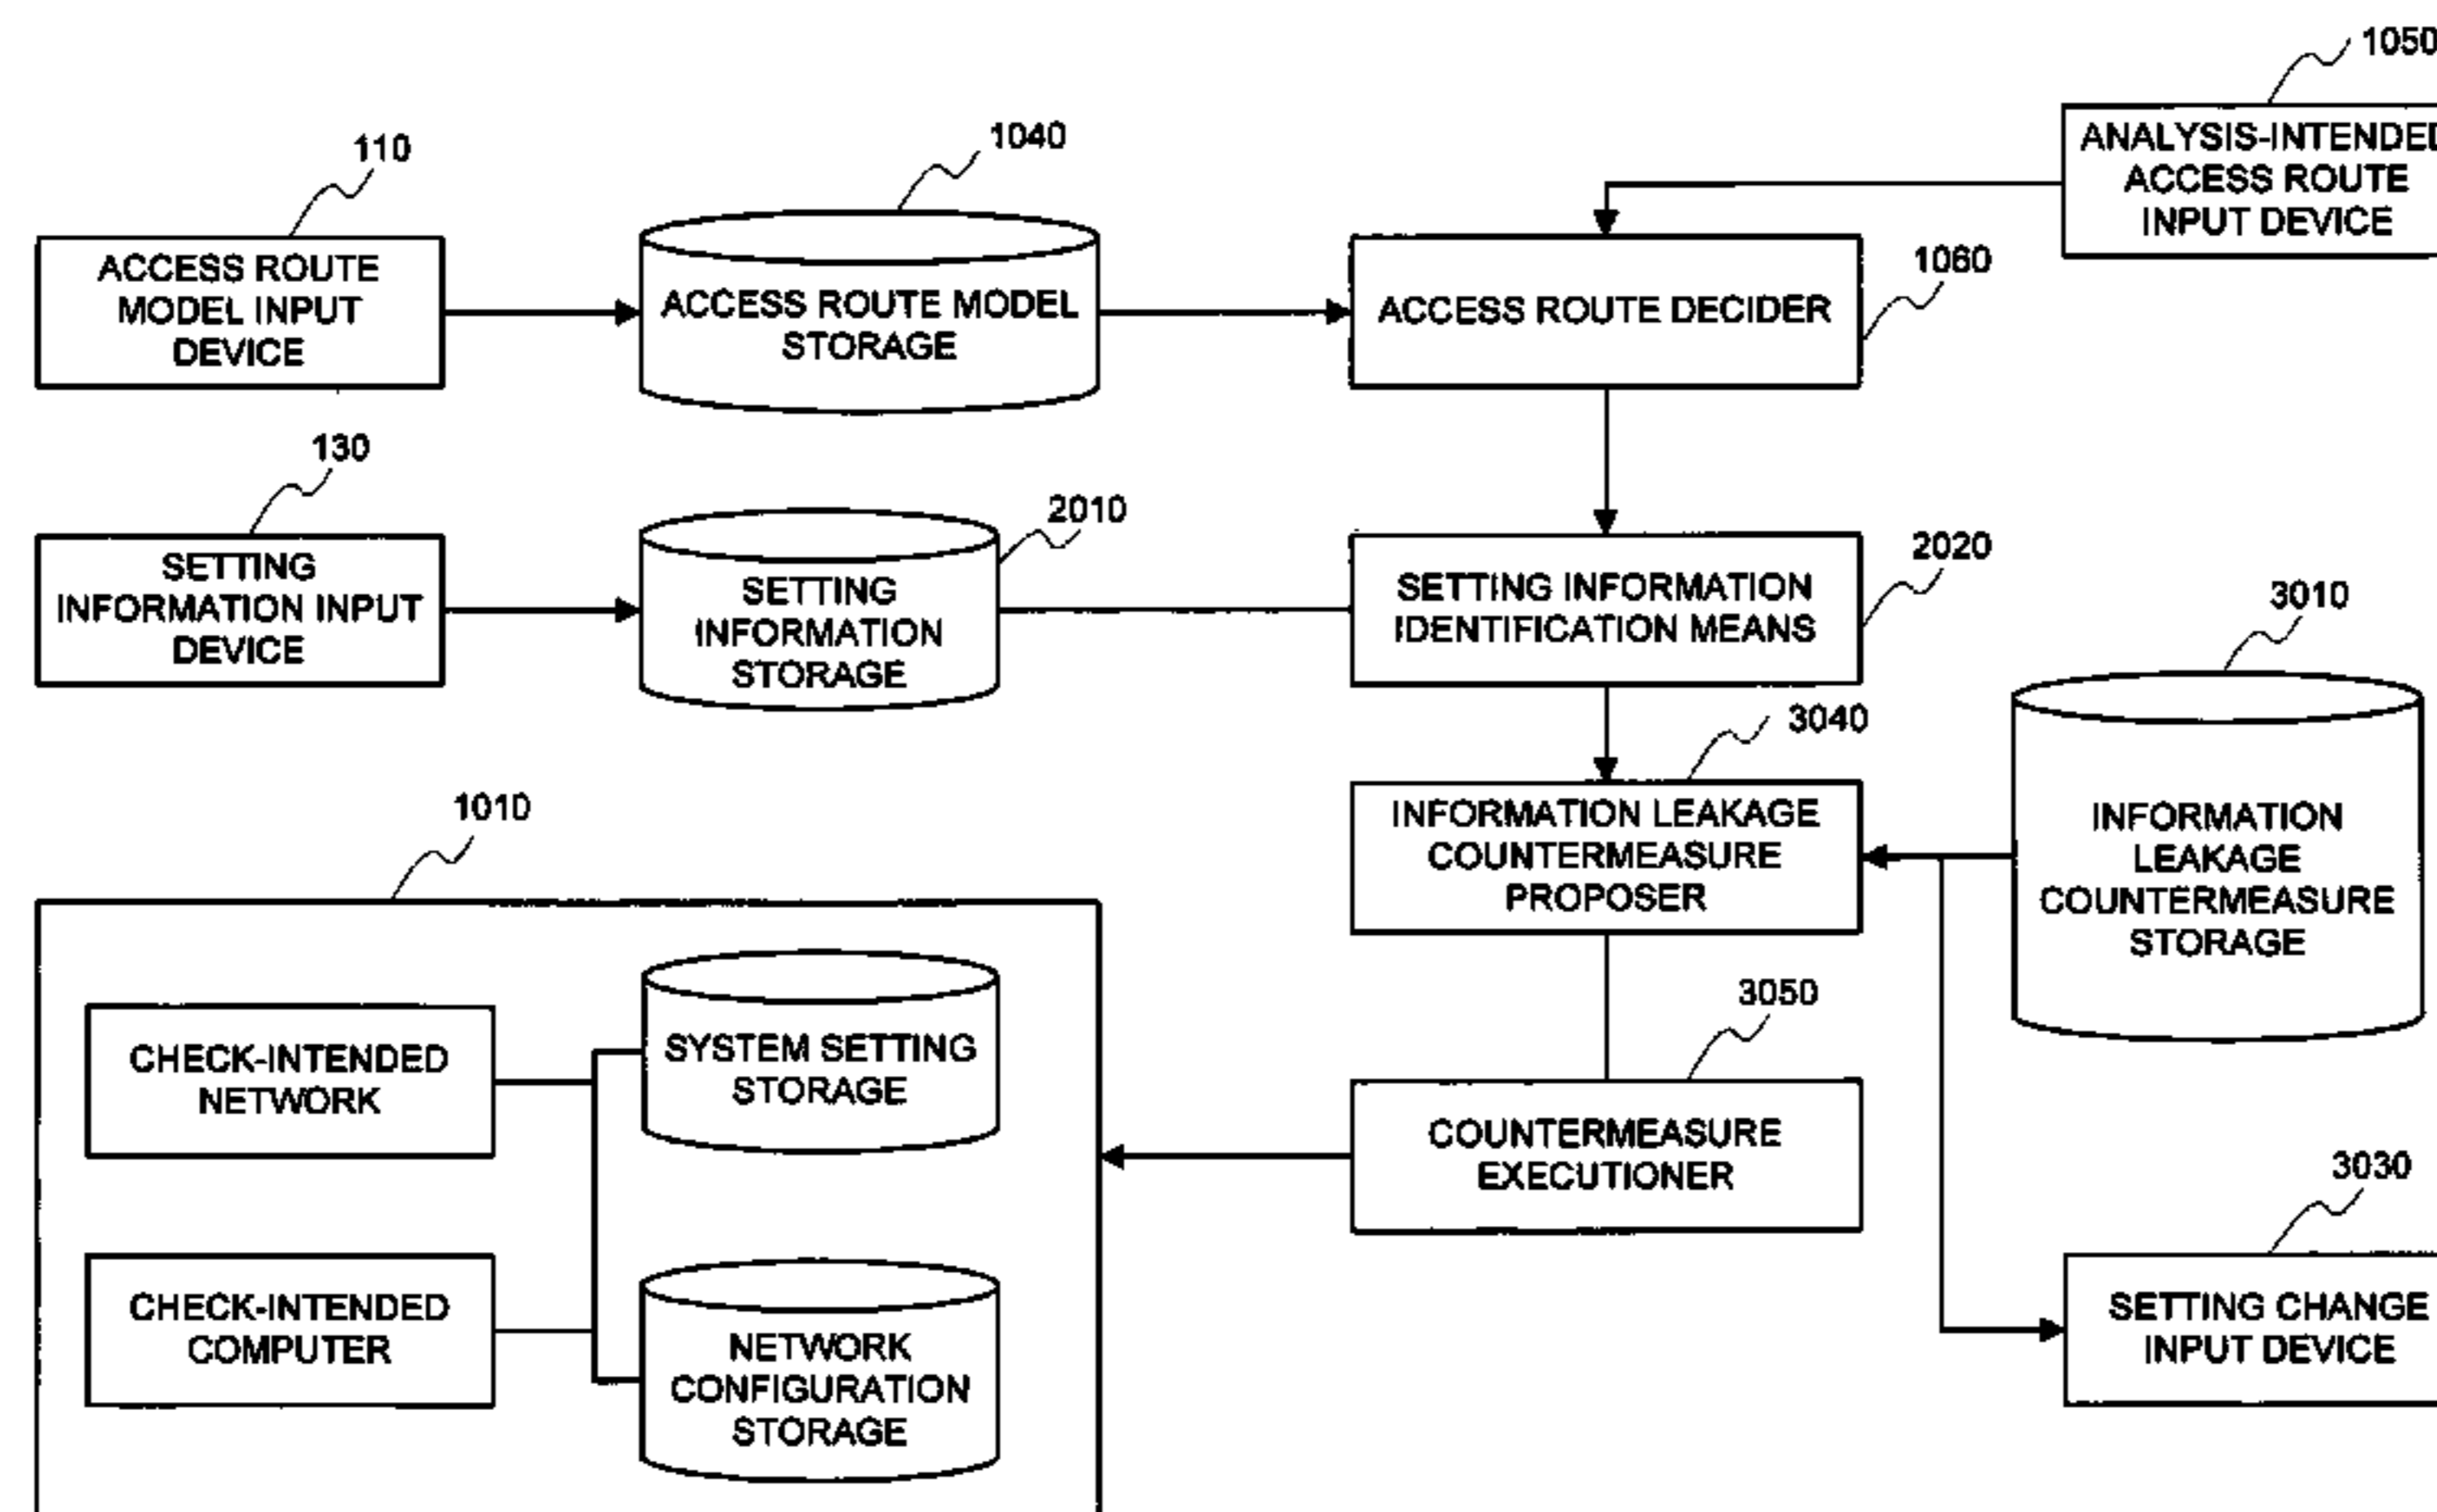 1050
110
1040
ANALYSIS-INTENDED
ACCESS ROUTE
INPUT DEVICE
ACCESS ROUTE
MODEL INPUT
DEVICE
ACCESS ROUTE MODEL
STORAGE
ACCESS ROUTE DECIDER
1060
130
2010
2020
SETTING
INFORMATION INPUT
DEVICE
SETTING
INFORMATION
STORAGE
SETTING INFORMATION
IDENTIFICATION MEANS
3010
3040
1010
INFORMATION LEAKAGE
COUNTERMEASURE
PROPOSER
INFORMATION
LEAKAGE
COUNTERMEASURE
STORAGE
CHECK-INTENDED
NETWORK
SYSTEM SETTING
STORAGE
3050
COUNTERMEASURE
EXECUTIONER
3030
CHECK-INTENDED
COMPUTER
NETWORK
CONFIGURATION
STORAGE
SETTING CHANGE
INPUT DEVICE